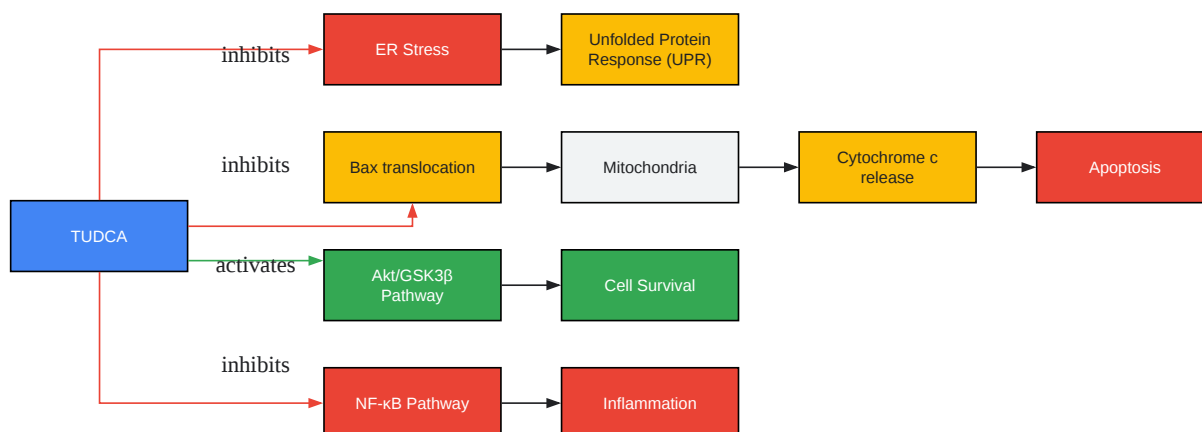 inhibits
ER Stress
Unfolded Protein
Response (UPR)
inhibits
Bax translocation
Mitochondria
Cytochrome c
release
Apoptosis
TUDCA
activates
Akt/GSK3β
Pathway
Cell Survival
inhibits
NF-κB Pathway
Inflammation